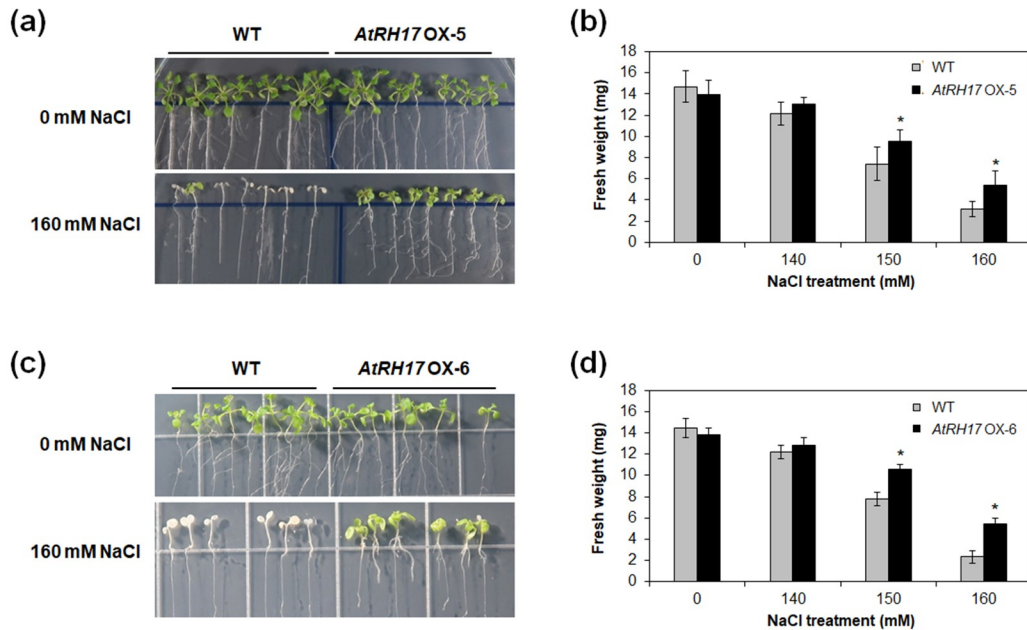 (a)
WT AtRH17 OX-5
0 mM NaCl
160 mM NaCl
(b)
Fresh weight (mg)
18
16
14
12
10
8
6
4
2
0
WT
AtRH17 OX-5
*
*
0 140 150 160
NaCl treatment (mM)
(c)
WT AtRH17 OX-6
0 mM NaCl
160 mM NaCl
(d)
Fresh weight (mg)
18
16
14
12
10
8
6
4
2
0
WT
AtRH17 OX-6
*
*
0 140 150 160
NaCl treatment (mM)